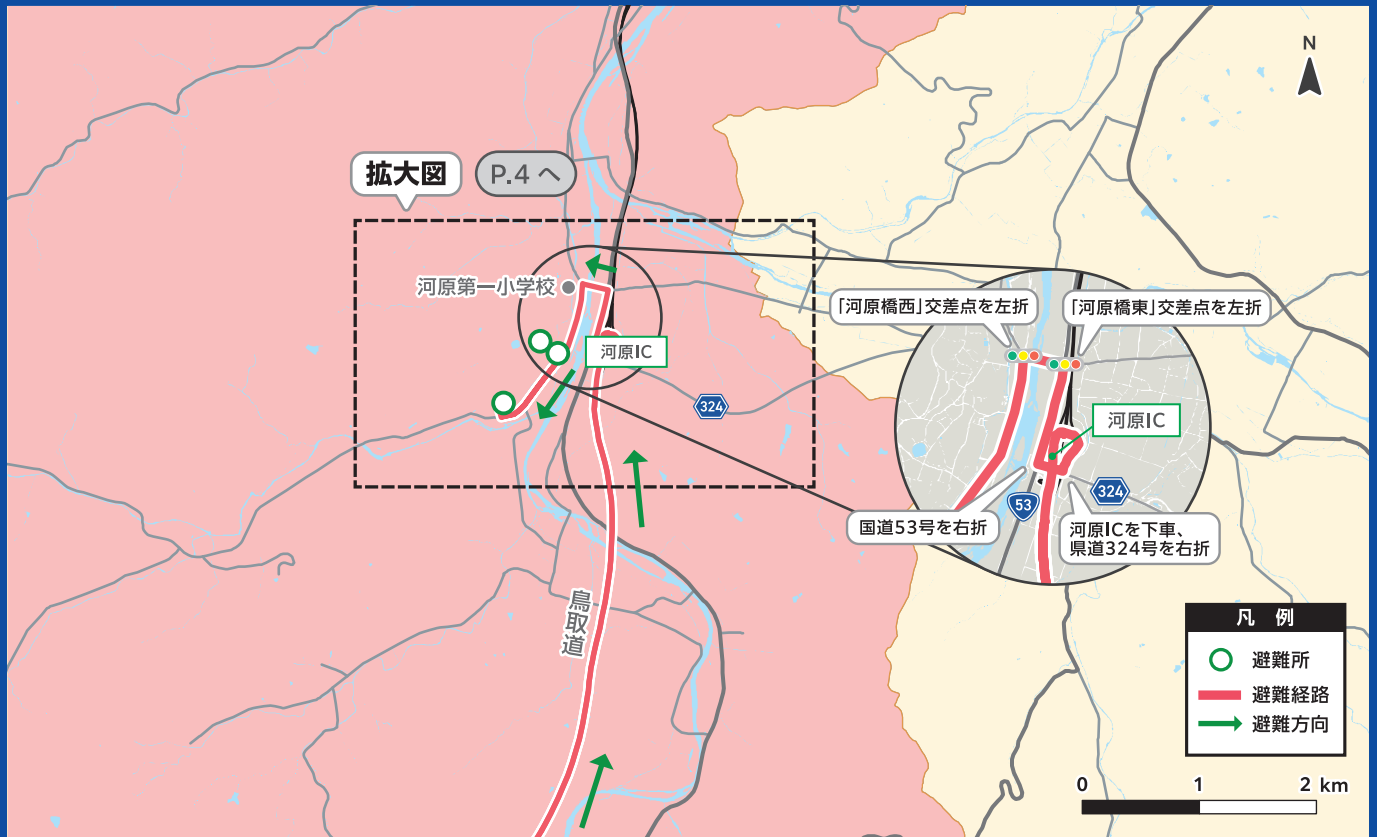 N
拡大図
P.4 へ
河原第一小学校
河原IC
324
「河原橋西」交差点を左折
「河原橋東」交差点を左折
河原IC
53
324
国道53号を右折
河原ICを下車、
県道324号を右折
鳥取道
凡 例
避難所
避難経路
避難方向
0 1 2 km